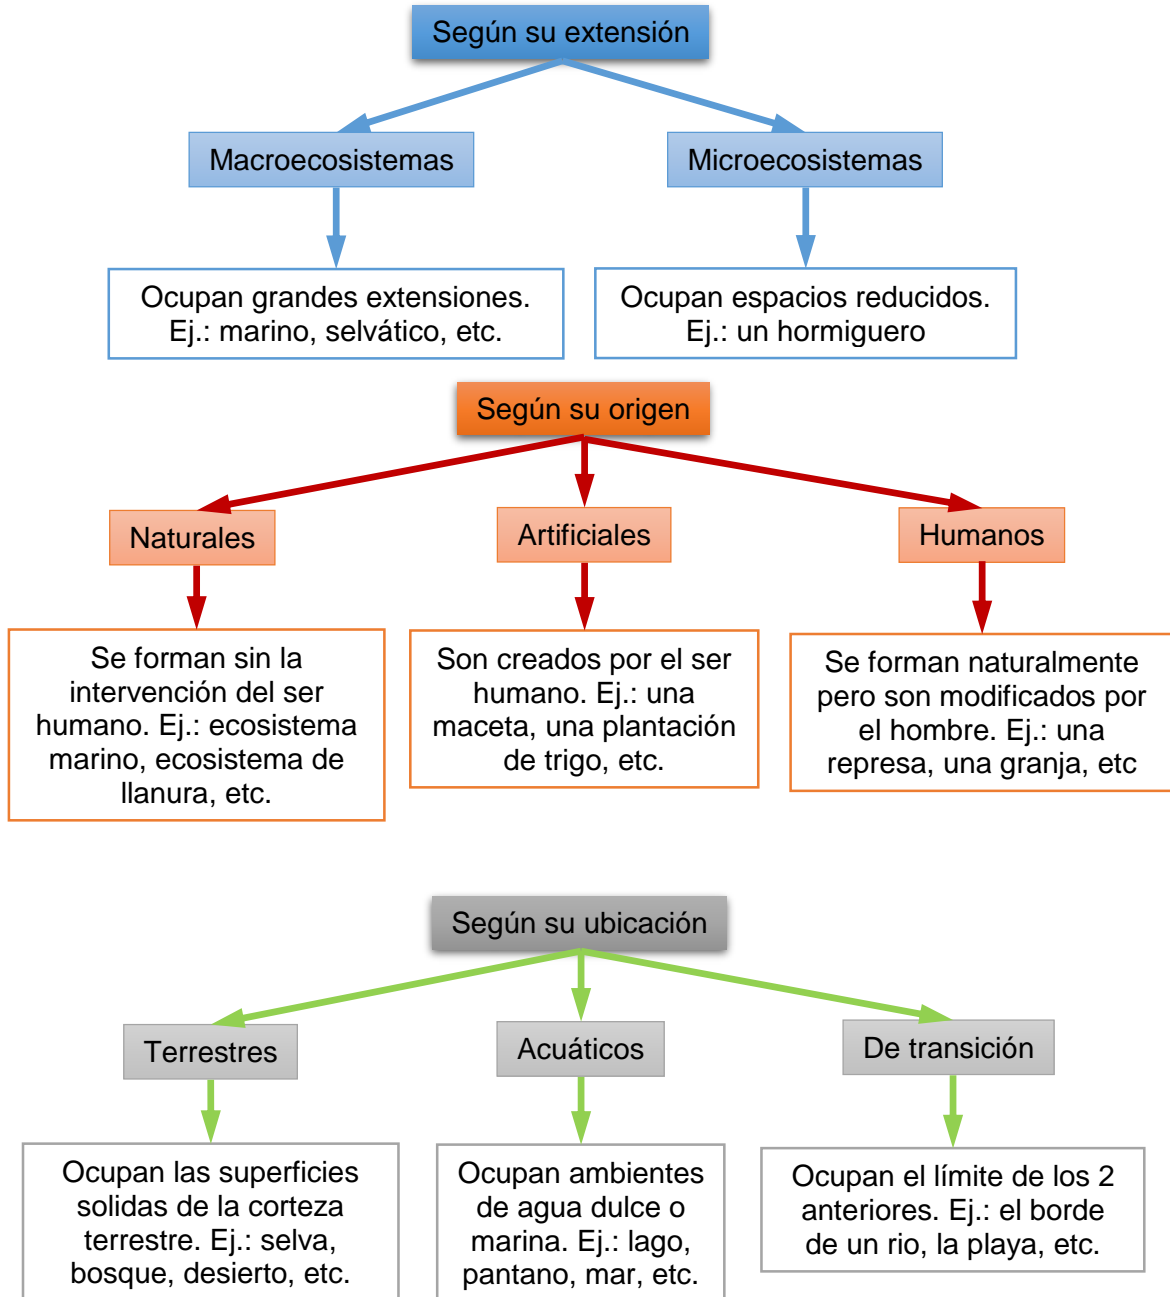 Según su extensión
Macroecosistemas
Microecosistemas
Ocupan grandes extensiones.
Ej.: marino, selvático, etc.
Ocupan espacios reducidos.
Ej.: un hormiguero
Según su origen
Naturales
Artificiales
Humanos
Se forman sin la
intervención del ser
humano. Ej.: ecosistema
marino, ecosistema de
llanura, etc.
Son creados por el ser
humano. Ej.: una
maceta, una plantación
de trigo, etc.
Se forman naturalmente
pero son modificados por
el hombre. Ej.: una
represa, una granja, etc
Según su ubicación
Terrestres
Acuáticos
De transición
Ocupan las superficies
solidas de la corteza
terrestre. Ej.: selva,
bosque, desierto, etc.
Ocupan ambientes
de agua dulce o
marina. Ej.: lago,
pantano, mar, etc.
Ocupan el límite de los 2
anteriores. Ej.: el borde
de un rio, la playa, etc.